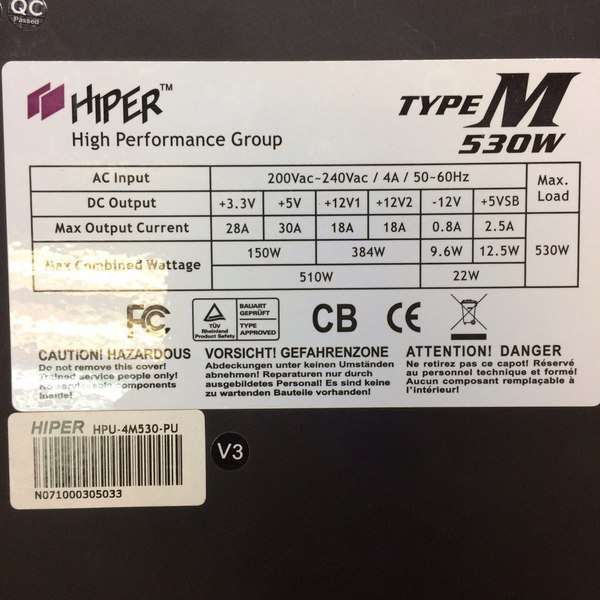 QC
Passed
HIPER™
High Performance Group
TYPE M
530W
AC Input 200Vac~240Vac / 4A / 50~60Hz Max. Load
DC Output +3.3V +5V +12V1 +12V2 -12V +5VSB
Max Output Current 28A 30A 18A 18A 0.8A 2.5A 530W
Max Combined Wattage 150W 384W 9.6W 12.5W
510W 22W
FC
TÜV
Rheinland
Product Safety
BAUART
GEPRÜFT
TYPE
APPROVED
CB
CE
CAUTION! HAZARDOUS
Do not remove this cover!
Trained service people only!
No serviceable components
inside!
VORSICHT! GEFAHRENZONE
Abdeckungen unter keinen Umständen
abnehmen! Reparaturen nur durch
ausgebildetes Personal! Es sind keine
zu wartenden Bauteile vorhanden!
ATTENTION! DANGER
Ne retirez pas ce capot! Réservé
au personnel technique et formé!
Aucun composant remplaçable à
l'intérieur!
HIPER HPU-4M530-PU
N071000305033
V3